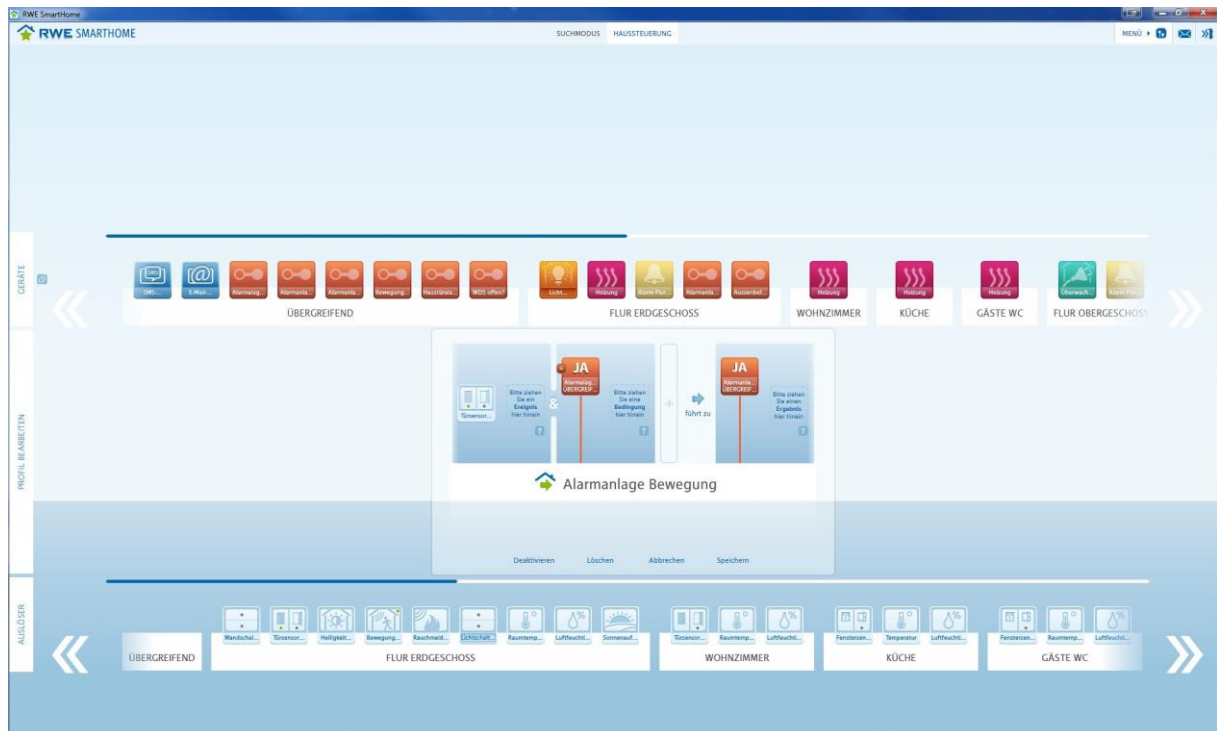 RWE SmartHome
RWE SMARTHOME
SUCHMODUS HAUSSTEUERUNG
MENÜ
GERÄTE
SMS-... E-Mail-... Alarmalag... Alarmanla... Alarmanla... Bewegung... Haustüralа... WDS offen?
Licht... Heizung Alarm Flur... Alarmanla... Aussenbel...
Heizung Heizung Heizung Überwach... Alarm Flur...
ÜBERGREIFEND FLUR ERDGESCHOSS WOHNZIMMER KÜCHE GÄSTE WC FLUR OBERGESCHOSS
PROFIL BEARBEITEN
Türsensor...
Bitte ziehen
Sie ein
Ereignis
hier hinein
?
&
JA
Alarmalag...
ÜBERGREIF...
Bitte ziehen
Sie eine
Bedingung
hier hinein
?
+
führt zu
JA
Alarmanla...
ÜBERGREIF...
Bitte ziehen
Sie einen
Ergebnis
hier hinein
?
Alarmanlage Bewegung
Deaktivieren Löschen Abbrechen Speichern
AUSLÖSER
Wandschal... Türsensor... Helligkeit... Bewegung... Rauchmeld... Lichtschalt... Raumtemp... Luftfeuchti... Sonnenauf...
Türsensor... Raumtemp... Luftfeuchti...
Fenstersen... Temperatur Luftfeuchti...
Fenstersen... Raumtemp... Luftfeuchti...
ÜBERGREIFEND FLUR ERDGESCHOSS WOHNZIMMER KÜCHE GÄSTE WC